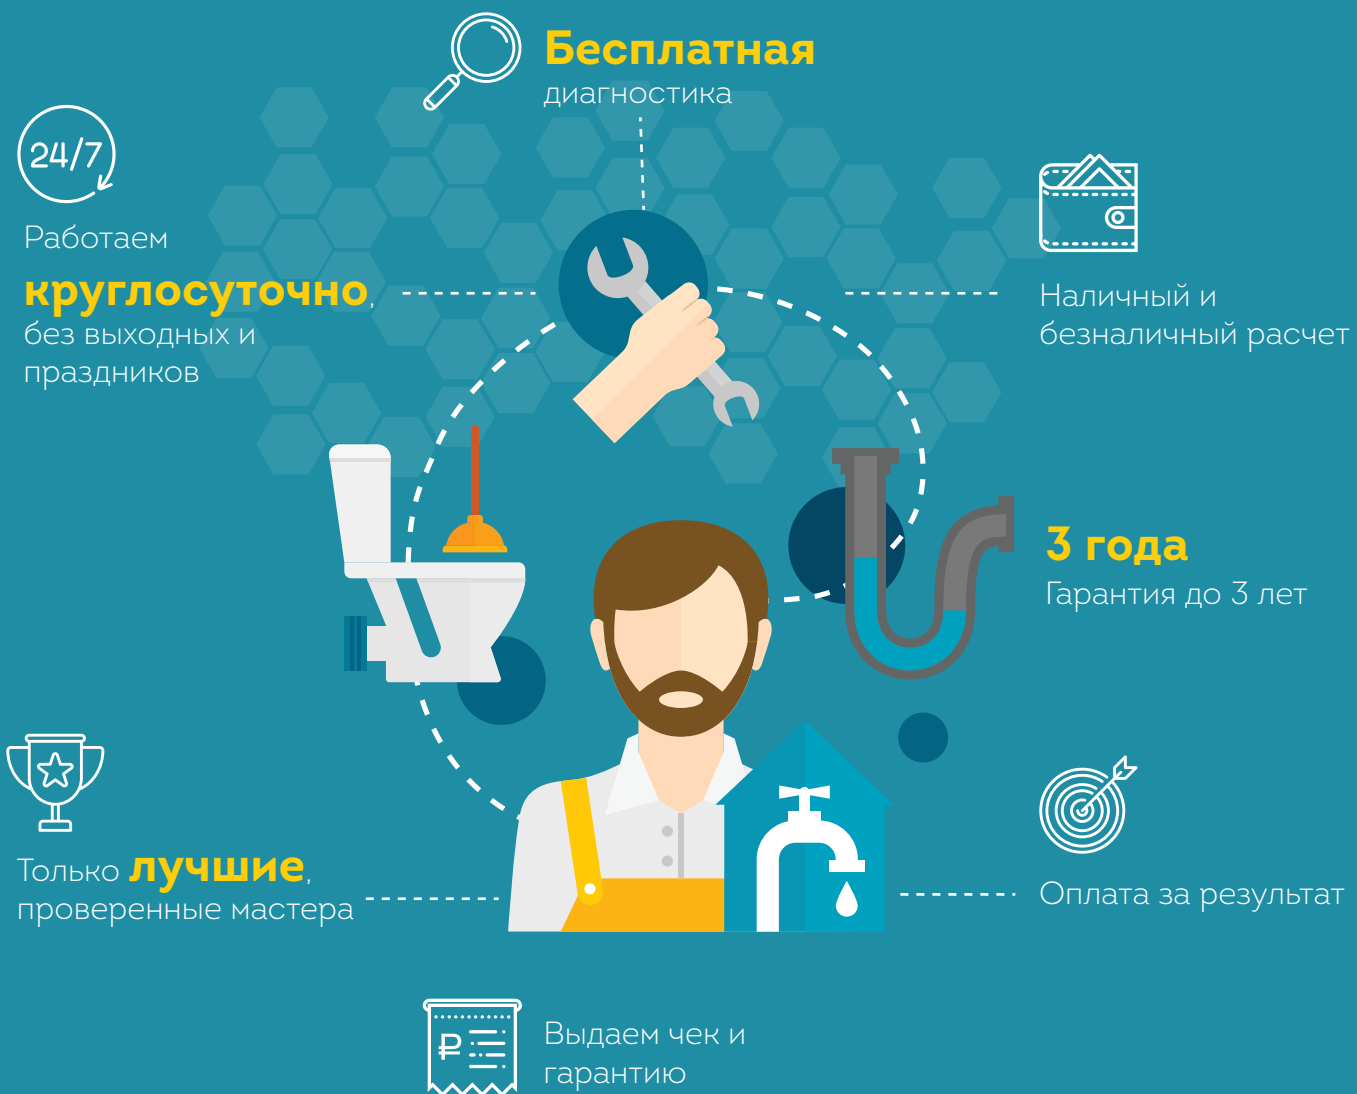 Бесплатная
диагностика
24/7
Работаем
круглосуточно,
без выходных и
праздников
Наличный и
безналичный расчет
3 года
Гарантия до 3 лет
Только лучшие,
проверенные мастера
Оплата за результат
₽
Выдаем чек и
гарантию